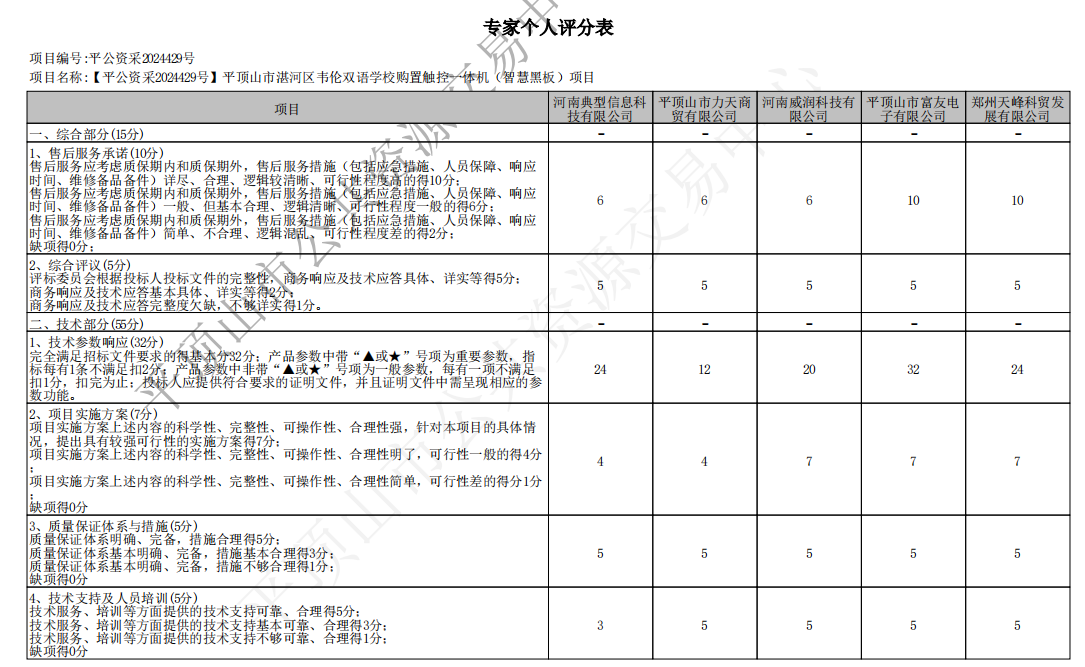 专家个人评分表
项目编号:平公资采2024429号
项目名称:【平公资采2024429号】平顶山市湛河区韦伦双语学校购置触控一体机（智慧黑板）项目
项目 河南典型信息科技有限公司 平顶山市力天商贸有限公司 河南威润科技有限公司 平顶山市富友电子有限公司 郑州天峰科贸发展有限公司
一、综合部分(15分) - - - - -
1、售后服务承诺(10分)
售后服务应考虑质保期内和质保期外，售后服务措施（包括应急措施、人员保障、响应
时间、维修备品备件）详尽、合理、逻辑较清晰、可行性程度高的得10分；
售后服务应考虑质保期内和质保期外，售后服务措施（包括应急措施、人员保障、响应
时间、维修备品备件）一般、但基本合理、逻辑清晰、可行性程度一般的得6分；
售后服务应考虑质保期内和质保期外，售后服务措施（包括应急措施、人员保障、响应
时间、维修备品备件）简单、不合理、逻辑混乱、可行性程度差的得2分；
缺项得0分；
6 6 6 10 10
2、综合评议(5分)
评标委员会根据投标人投标文件的完整性，商务响应及技术应答具体、详实等得5分；
商务响应及技术应答基本具体、详实等得2分；
商务响应及技术应答完整度欠缺，不够详实得1分。
5 5 5 5 5
二、技术部分(55分) - - - - -
1、技术参数响应(32分)
完全满足招标文件要求的得基本分32分；产品参数中带“▲或★”号项为重要参数，指
标每有1条不满足扣2分；产品参数中非带“▲或★”号项为一般参数，每有一项不满足
扣1分，扣完为止；投标人应提供符合要求的证明文件，并且证明文件中需呈现相应的参
数功能。
24 12 20 32 24
2、项目实施方案(7分)
项目实施方案上述内容的科学性、完整性、可操作性、合理性强，针对本项目的具体情
况，提出具有较强可行性的实施方案得7分；
项目实施方案上述内容的科学性、完整性、可操作性、合理性明了，可行性一般的得4分
；
项目实施方案上述内容的科学性、完整性、可操作性、合理性简单，可行性差的得分1分
；
缺项得0分
4 4 7 7 7
3、质量保证体系与措施(5分)
质量保证体系明确、完备，措施合理得5分；
质量保证体系基本明确、完备，措施基本合理得3分；
质量保证体系基本明确、完备，措施不够合理得1分；
缺项得0分
5 5 5 5 5
4、技术支持及人员培训(5分)
技术服务、培训等方面提供的技术支持可靠、合理得5分；
技术服务、培训等方面提供的技术支持基本可靠、合理得3分；
技术服务、培训等方面提供的技术支持不够可靠、合理得1分；
缺项得0分
3 5 5 5 5
平顶山市公共资源交易中
平顶山市公共资源交易中心